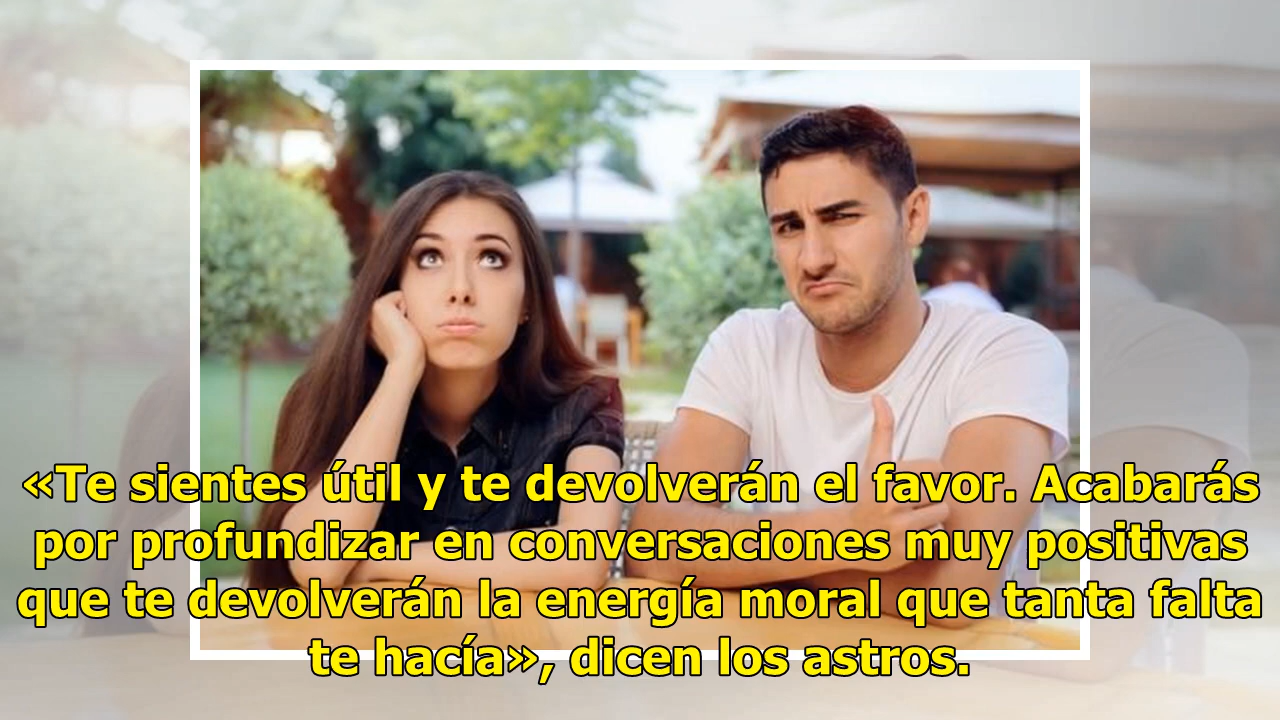 «Te sientes útil y te devolverán el favor. Acabarás
por profundizar en conversaciones muy positivas
que te devolverán la energía moral que tanta falta
te hacía», dicen los astros.